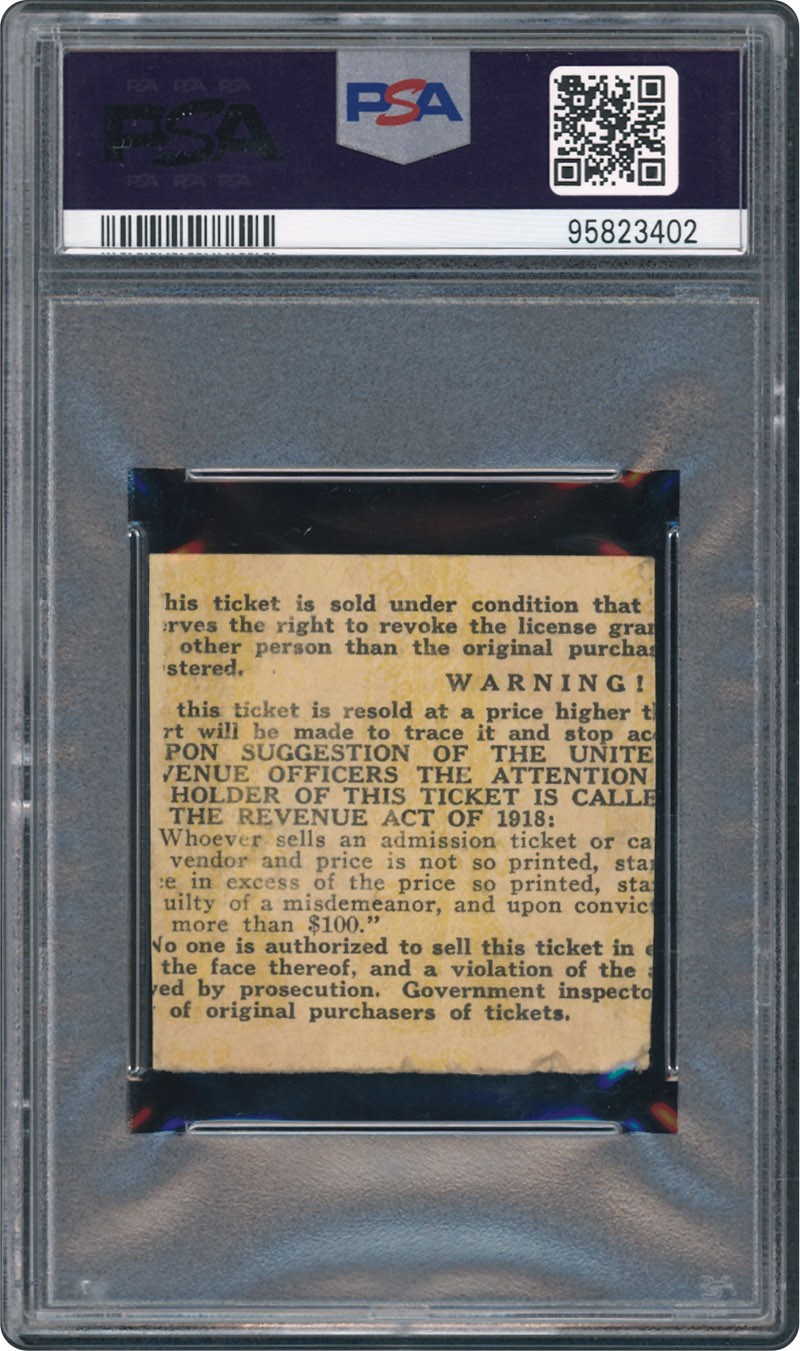 PSA PSA PSA
PSA
PSA PSA PSA
PSA
95823402
his ticket is sold under condition that
erves the right to revoke the license gran
other person than the original purchas
stered.
WARNING!
this ticket is resold at a price higher t
rt will be made to trace it and stop acc
PON SUGGESTION OF THE UNITE
VENUE OFFICERS THE ATTENTION
HOLDER OF THIS TICKET IS CALLE
THE REVENUE ACT OF 1918:
Whoever sells an admission ticket or ca
vendor and price is not so printed, sta
e in excess of the price so printed, sta
uilty of a misdemeanor, and upon convict
more than $100.”
No one is authorized to sell this ticket in e
the face thereof, and a violation of the a
ed by prosecution. Government inspecto
of original purchasers of tickets.
PSA